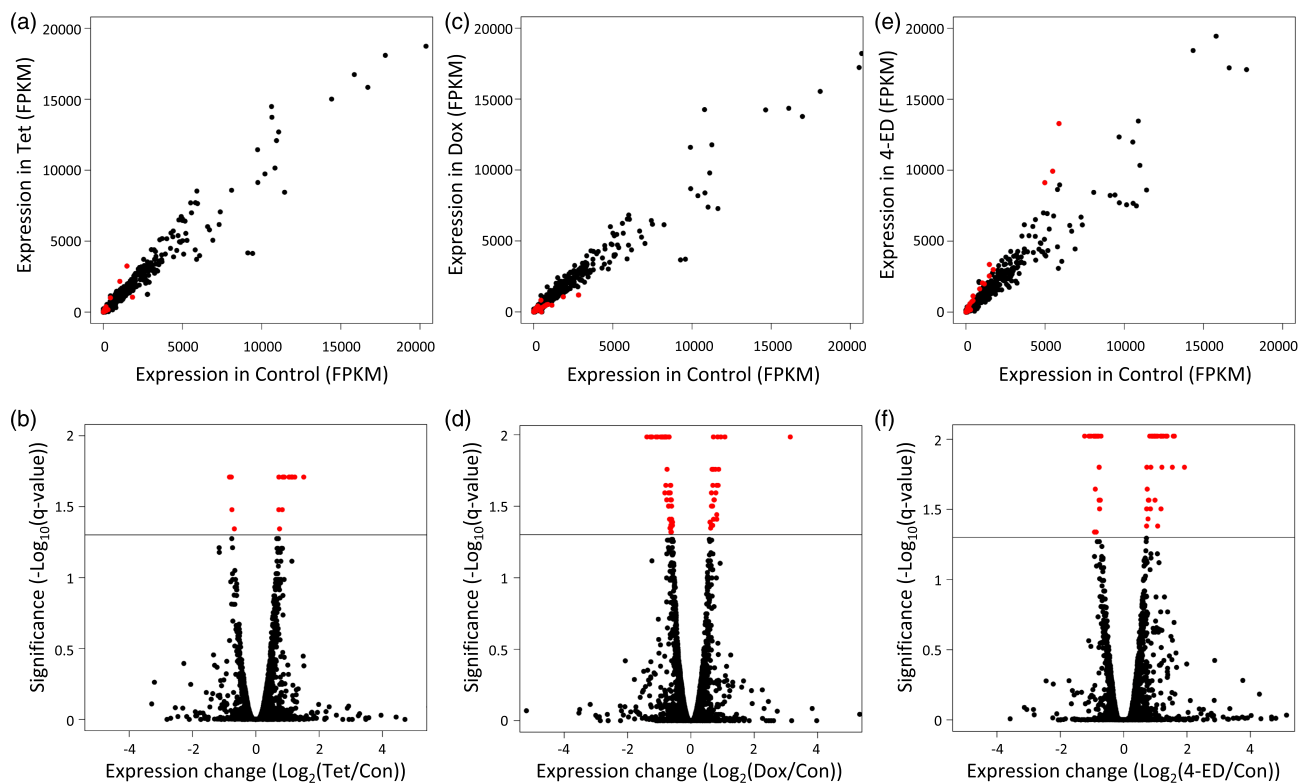 (a)
Expression in Tet (FPKM)
20000
15000
10000
5000
0
0 5000 10000 15000 20000
Expression in Control (FPKM)
(c)
Expression in Dox (FPKM)
20000
15000
10000
5000
0
0 5000 10000 15000 20000
Expression in Control (FPKM)
(e)
Expression in 4-ED (FPKM)
20000
15000
10000
5000
0
0 5000 10000 15000 20000
Expression in Control (FPKM)
(b)
Significance (-Log10(q-value))
2
1.5
1
0.5
0
-4 -2 0 2 4
Expression change (Log2(Tet/Con))
(d)
Significance (-Log10(q-value))
2
1.5
1
0.5
0
-4 -2 0 2 4
Expression change (Log2(Dox/Con))
(f)
Significance (-Log10(q-value))
2
1.5
1
0.5
0
-4 -2 0 2 4
Expression change (Log2(4-ED/Con))